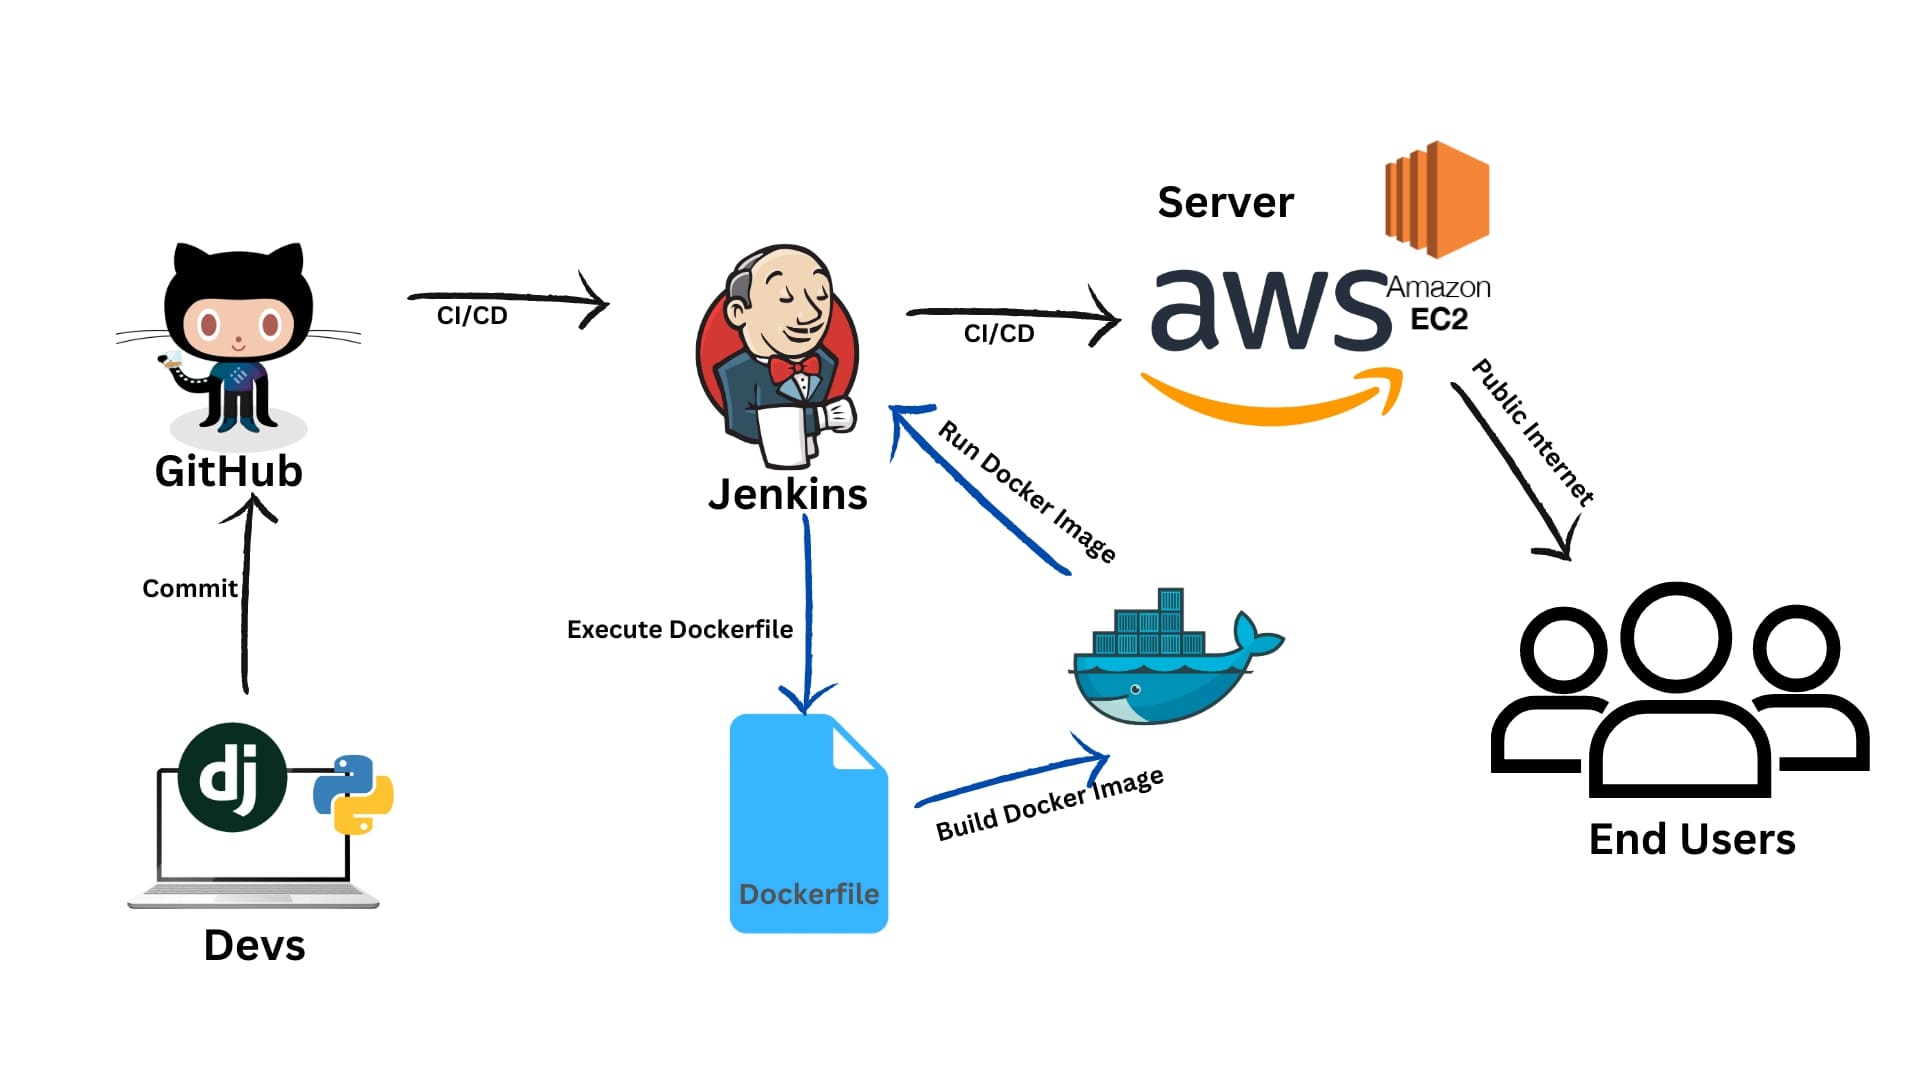 Server
aws
Amazon
EC2
CI/CD
CI/CD
GitHub
Jenkins
Public Internet
Run Docker Image
Commit
Execute Dockerfile
dj
Build Docker Image
Dockerfile
End Users
Devs